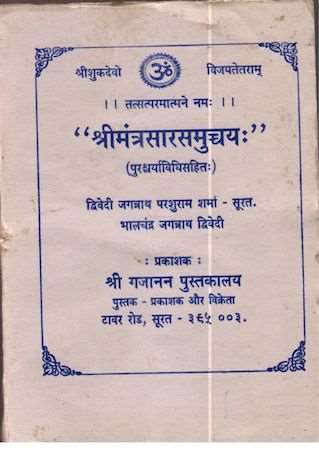 श्रीशुकदेवो ॐ विजयतेतराम्
।। तत्सत्परमात्मने नमः ।।
“श्रीमंत्रसारसमुच्चयः”
(पुरश्चर्याविधिसहितः)
द्विवेदी जगन्नाथ परशुराम शर्मा - सूरत.
भालचंद्र जगन्नाथ द्विवेदी
: प्रकाशक :
श्री गजानन पुस्तकालय
पुस्तक - प्रकाशक और विक्रेता
टावर रोड, सूरत - ३९५ ००३.